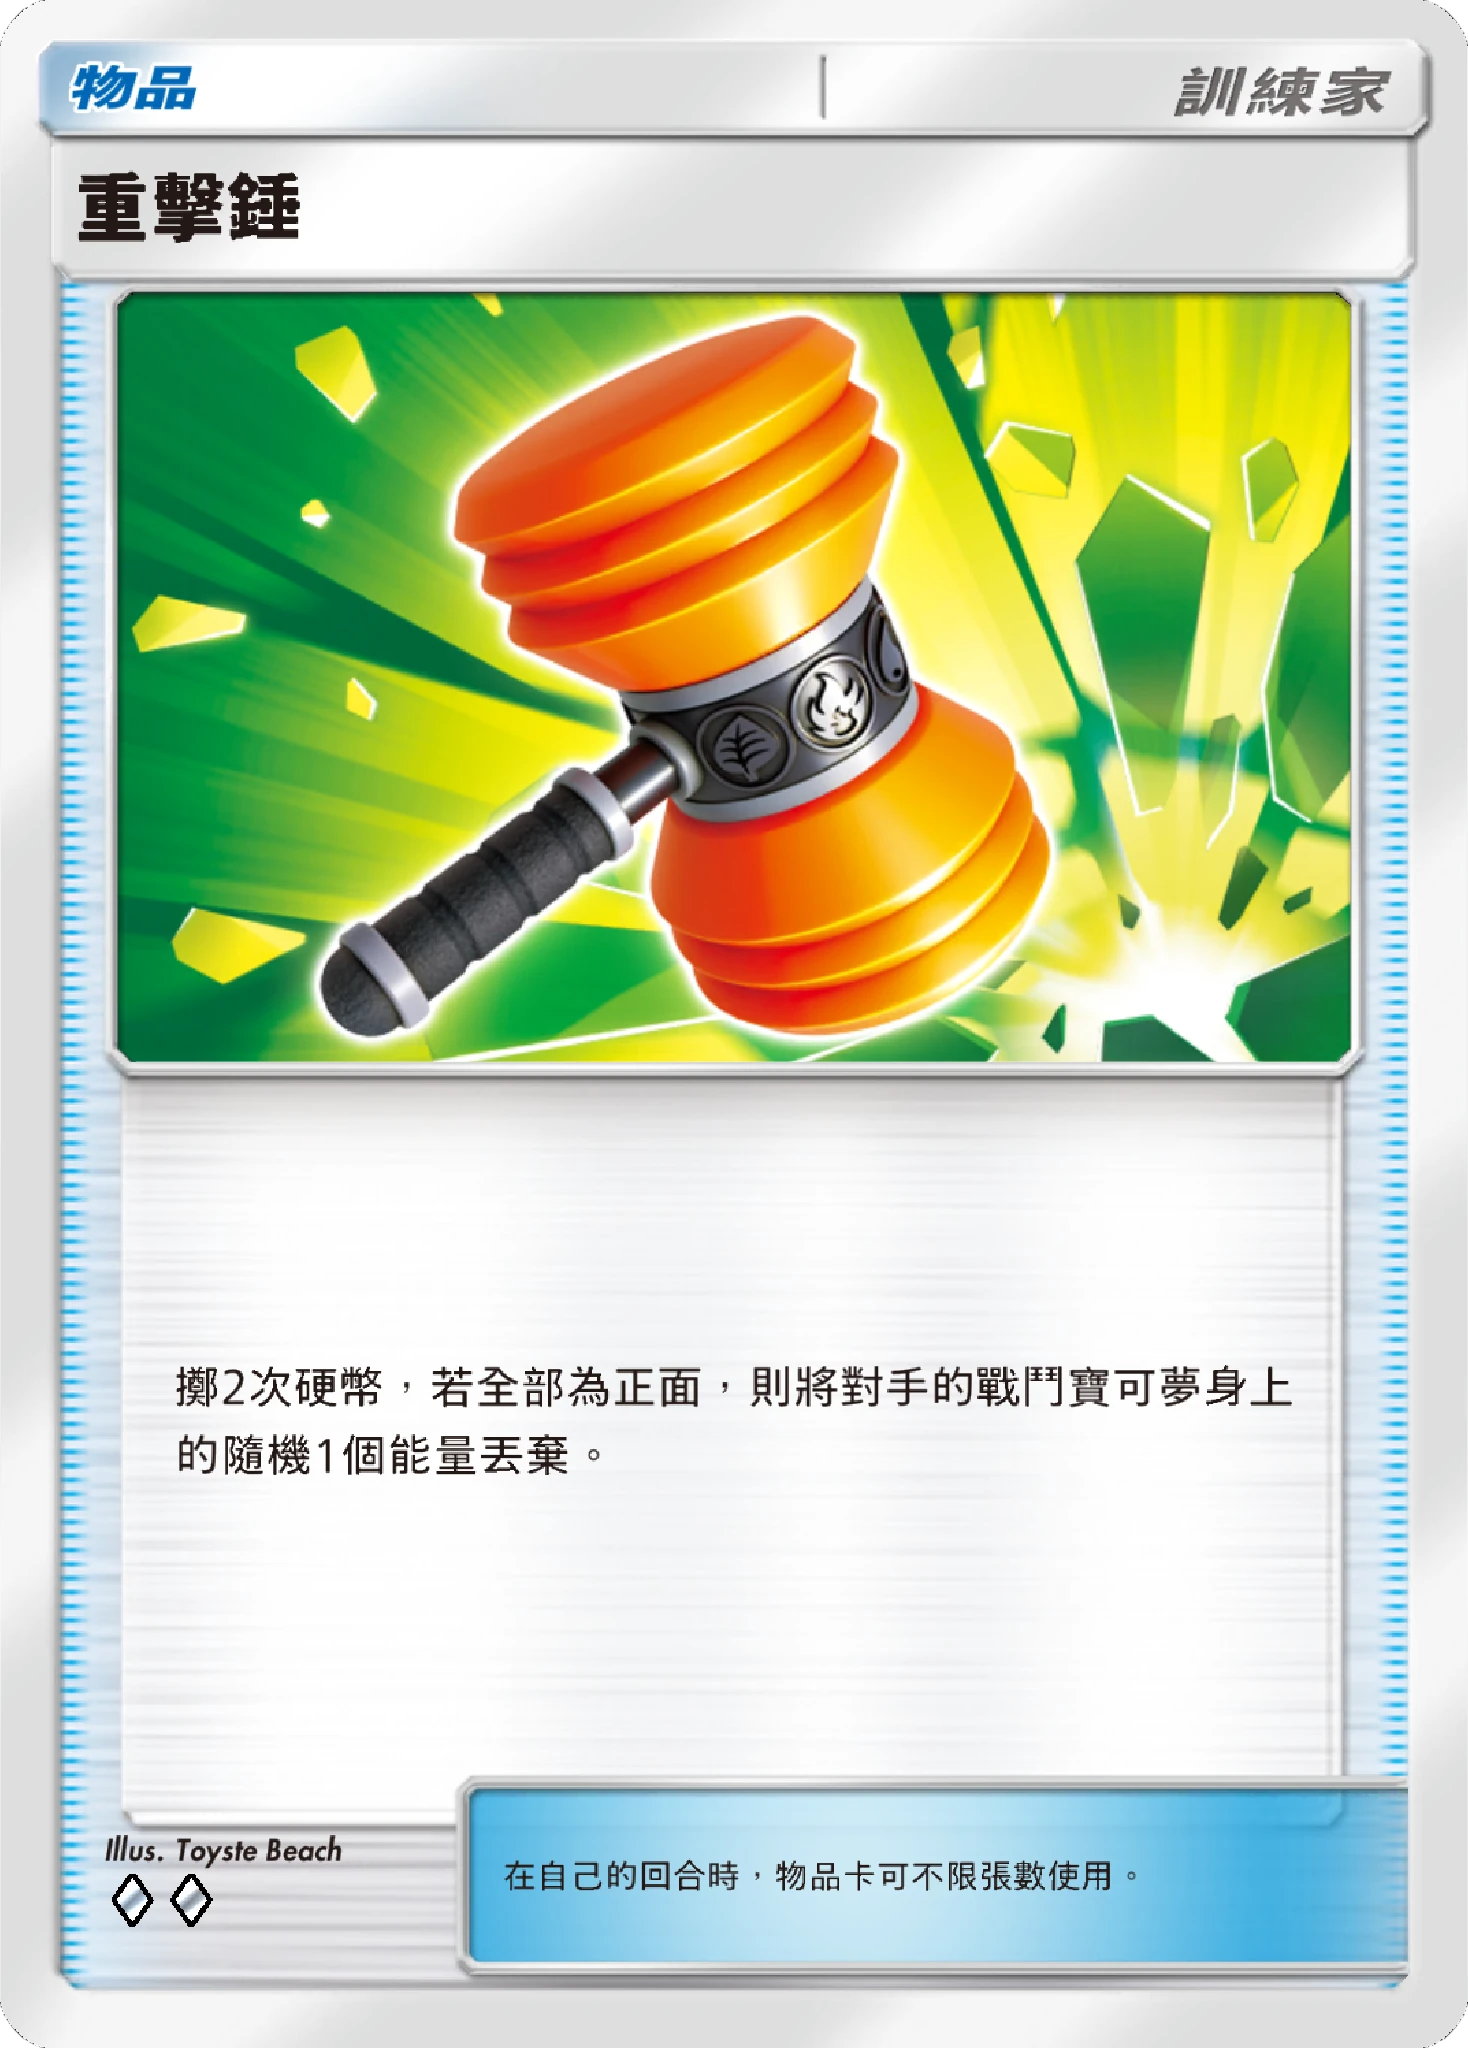 物品
訓練家
重擊錘
擲2次硬幣，若全部為正面，則將對手的戰鬥寶可夢身上
的隨機1個能量丟棄。
Illus. Toyste Beach
在自己的回合時，物品卡可不限張數使用。